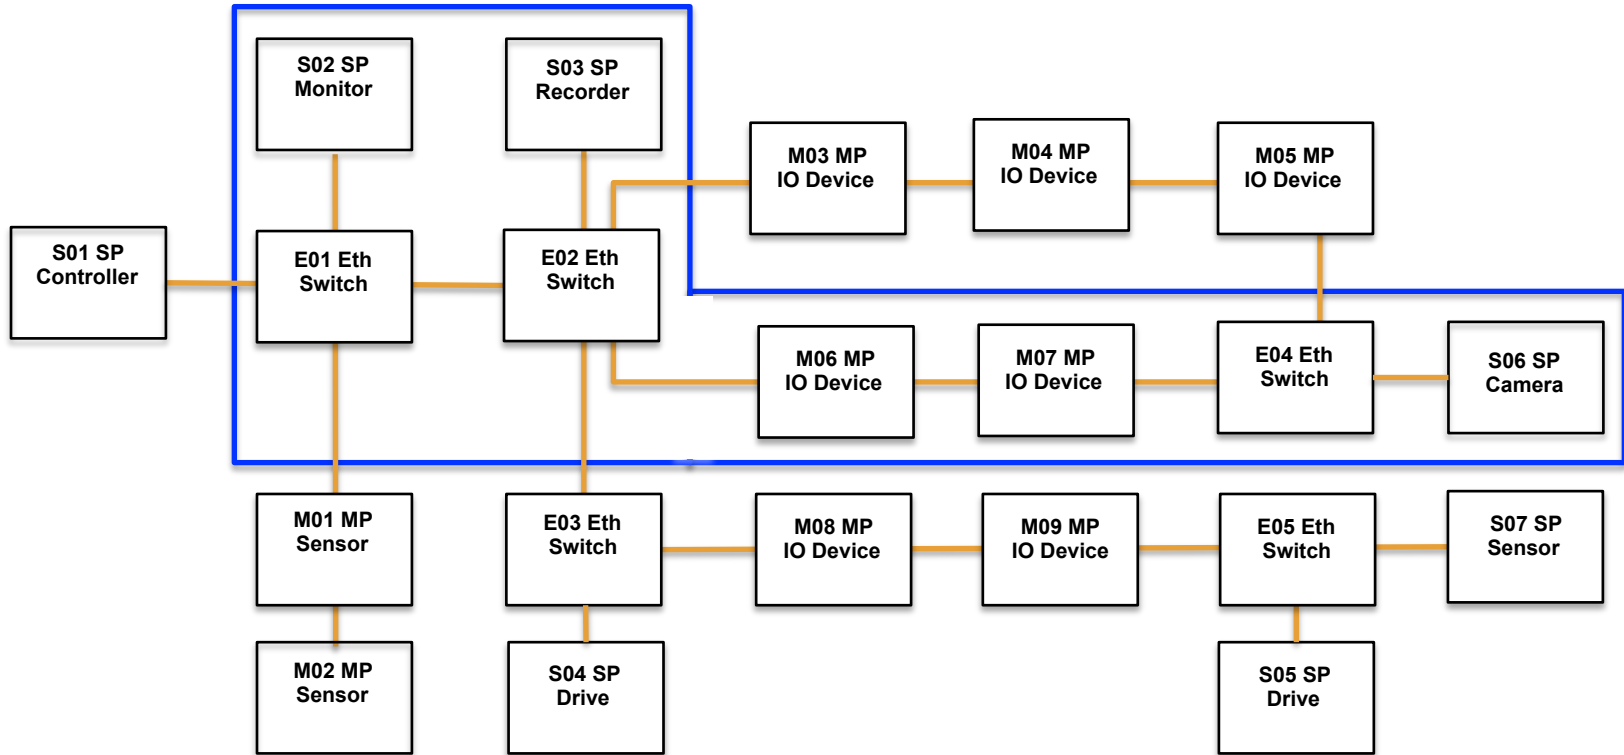 S02 SP
Monitor
S03 SP
Recorder
M03 MP
IO Device
M04 MP
IO Device
M05 MP
IO Device
S01 SP
Controller
E01 Eth
Switch
E02 Eth
Switch
M06 MP
IO Device
M07 MP
IO Device
E04 Eth
Switch
S06 SP
Camera
M01 MP
Sensor
E03 Eth
Switch
M08 MP
IO Device
M09 MP
IO Device
E05 Eth
Switch
S07 SP
Sensor
M02 MP
Sensor
S04 SP
Drive
S05 SP
Drive